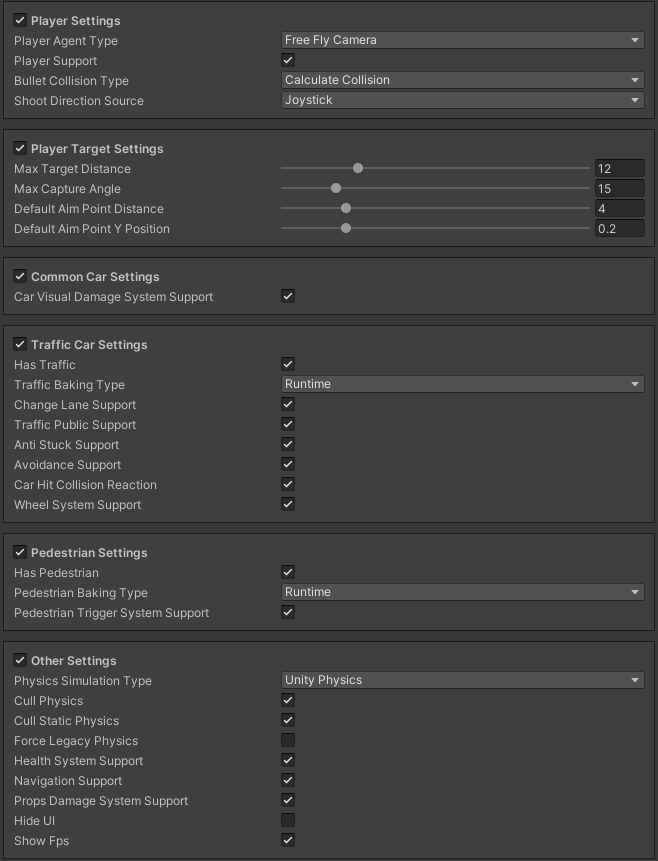 Player Settings
Player Agent Type Free Fly Camera
Player Support
Bullet Collision Type Calculate Collision
Shoot Direction Source Joystick
Player Target Settings
Max Target Distance 12
Max Capture Angle 15
Default Aim Point Distance 4
Default Aim Point Y Position 0.2
Common Car Settings
Car Visual Damage System Support
Traffic Car Settings
Has Traffic
Traffic Baking Type Runtime
Change Lane Support
Traffic Public Support
Anti Stuck Support
Avoidance Support
Car Hit Collision Reaction
Wheel System Support
Pedestrian Settings
Has Pedestrian
Pedestrian Baking Type Runtime
Pedestrian Trigger System Support
Other Settings
Physics Simulation Type Unity Physics
Cull Physics
Cull Static Physics
Force Legacy Physics
Health System Support
Navigation Support
Props Damage System Support
Hide UI
Show Fps